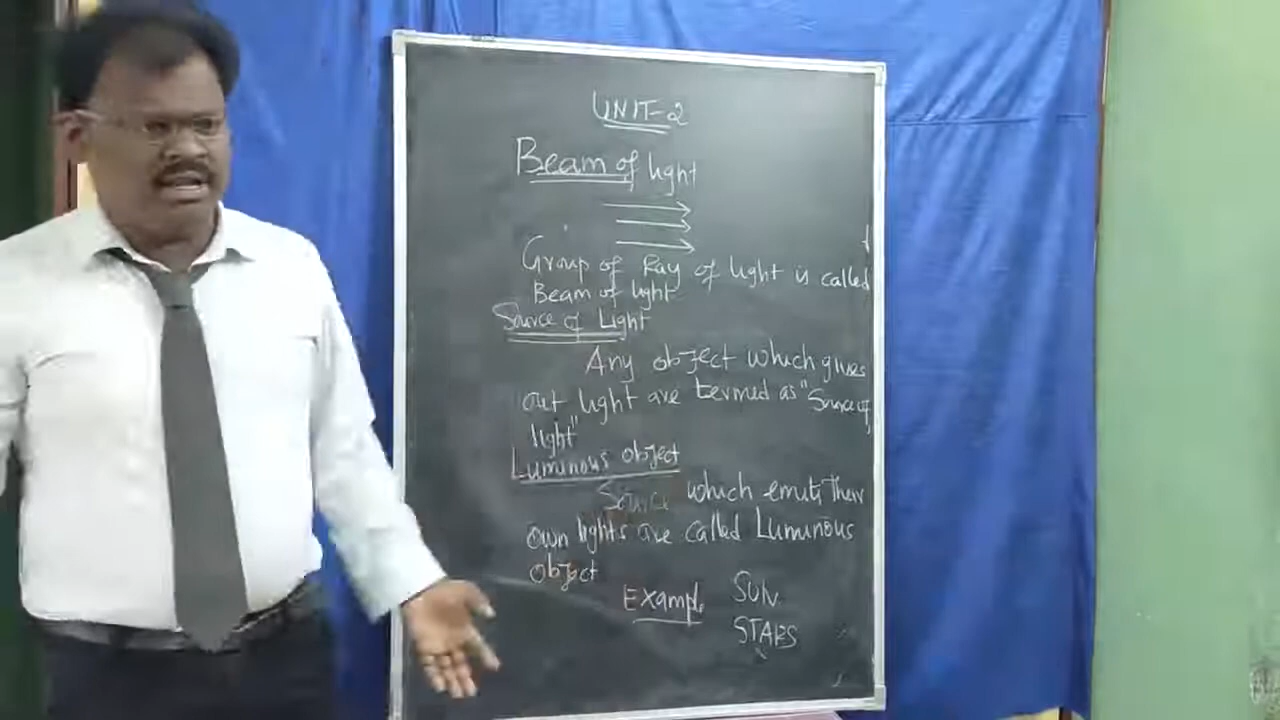 UNIT-2
Beam of light
Group of Ray of light is called
Beam of light
Source of Light
Any object which gives
out light are termed as "Source of
light"
Luminous object
Source which emits their
own lights are called Luminous
object
Example SUN
STARS